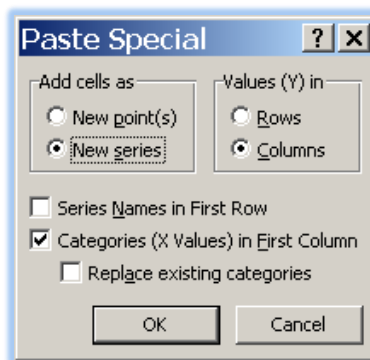 Paste Special
Add cells as
Values (Y) in
New point(s)
Rows
New series
Columns
Series Names in First Row
Categories (X Values) in First Column
Replace existing categories
OK
Cancel